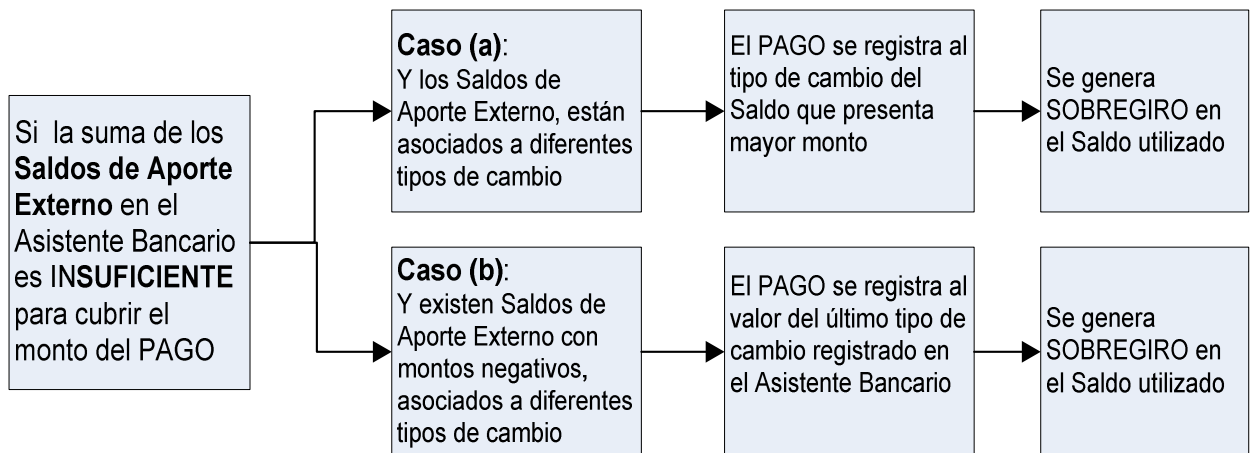 Si la suma de los
Saldos de Aporte
Externo en el
Asistente Bancario
es INSUFICIENTE
para cubrir el
monto del PAGO
Caso (a):
Y los Saldos de
Aporte Externo, están
asociados a diferentes
tipos de cambio
El PAGO se registra al
tipo de cambio del
Saldo que presenta
mayor monto
Se genera
SOBREGIRO en
el Saldo utilizado
Caso (b):
Y existen Saldos de
Aporte Externo con
montos negativos,
asociados a diferentes
tipos de cambio
El PAGO se registra al
valor del último tipo de
cambio registrado en
el Asistente Bancario
Se genera
SOBREGIRO en
el Saldo utilizado